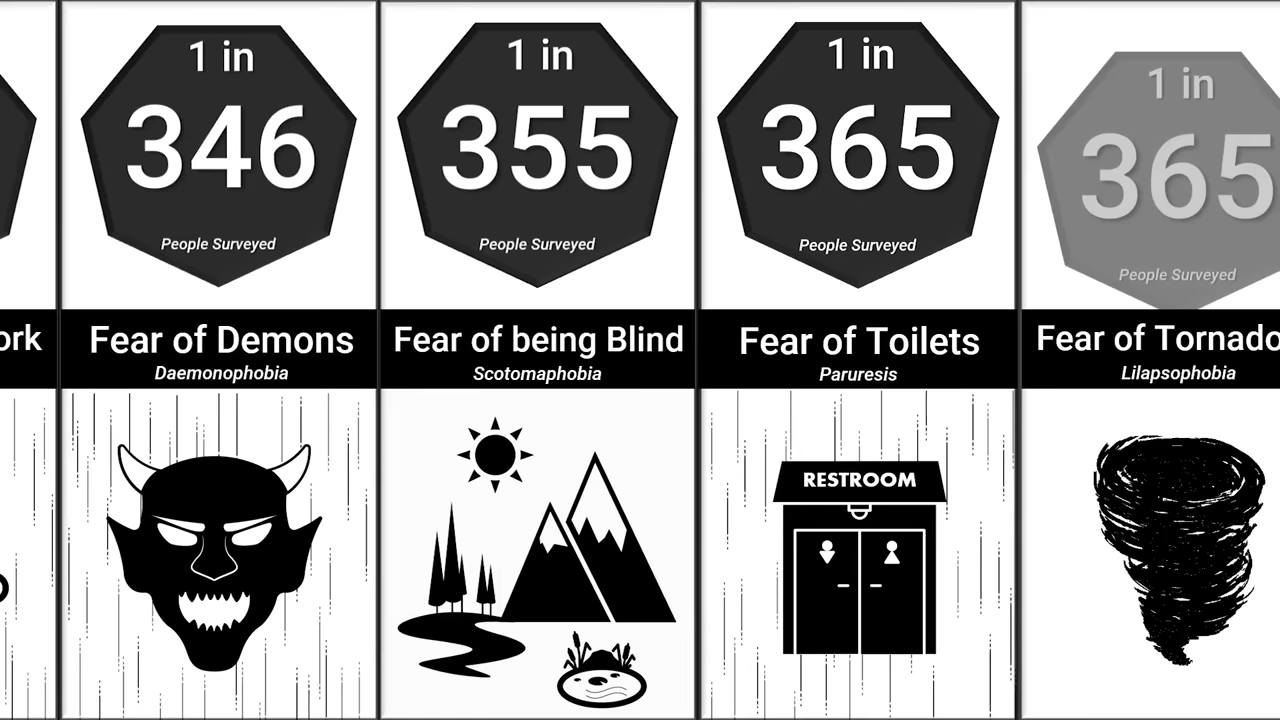 ork
1 in
346
People Surveyed
Fear of Demons
Daemonophobia
1 in
355
People Surveyed
Fear of being Blind
Scotomaphobia
1 in
365
People Surveyed
Fear of Toilets
Paruresis
RESTROOM
1 in
365
People Surveyed
Fear of Tornado
Lilapsophobia